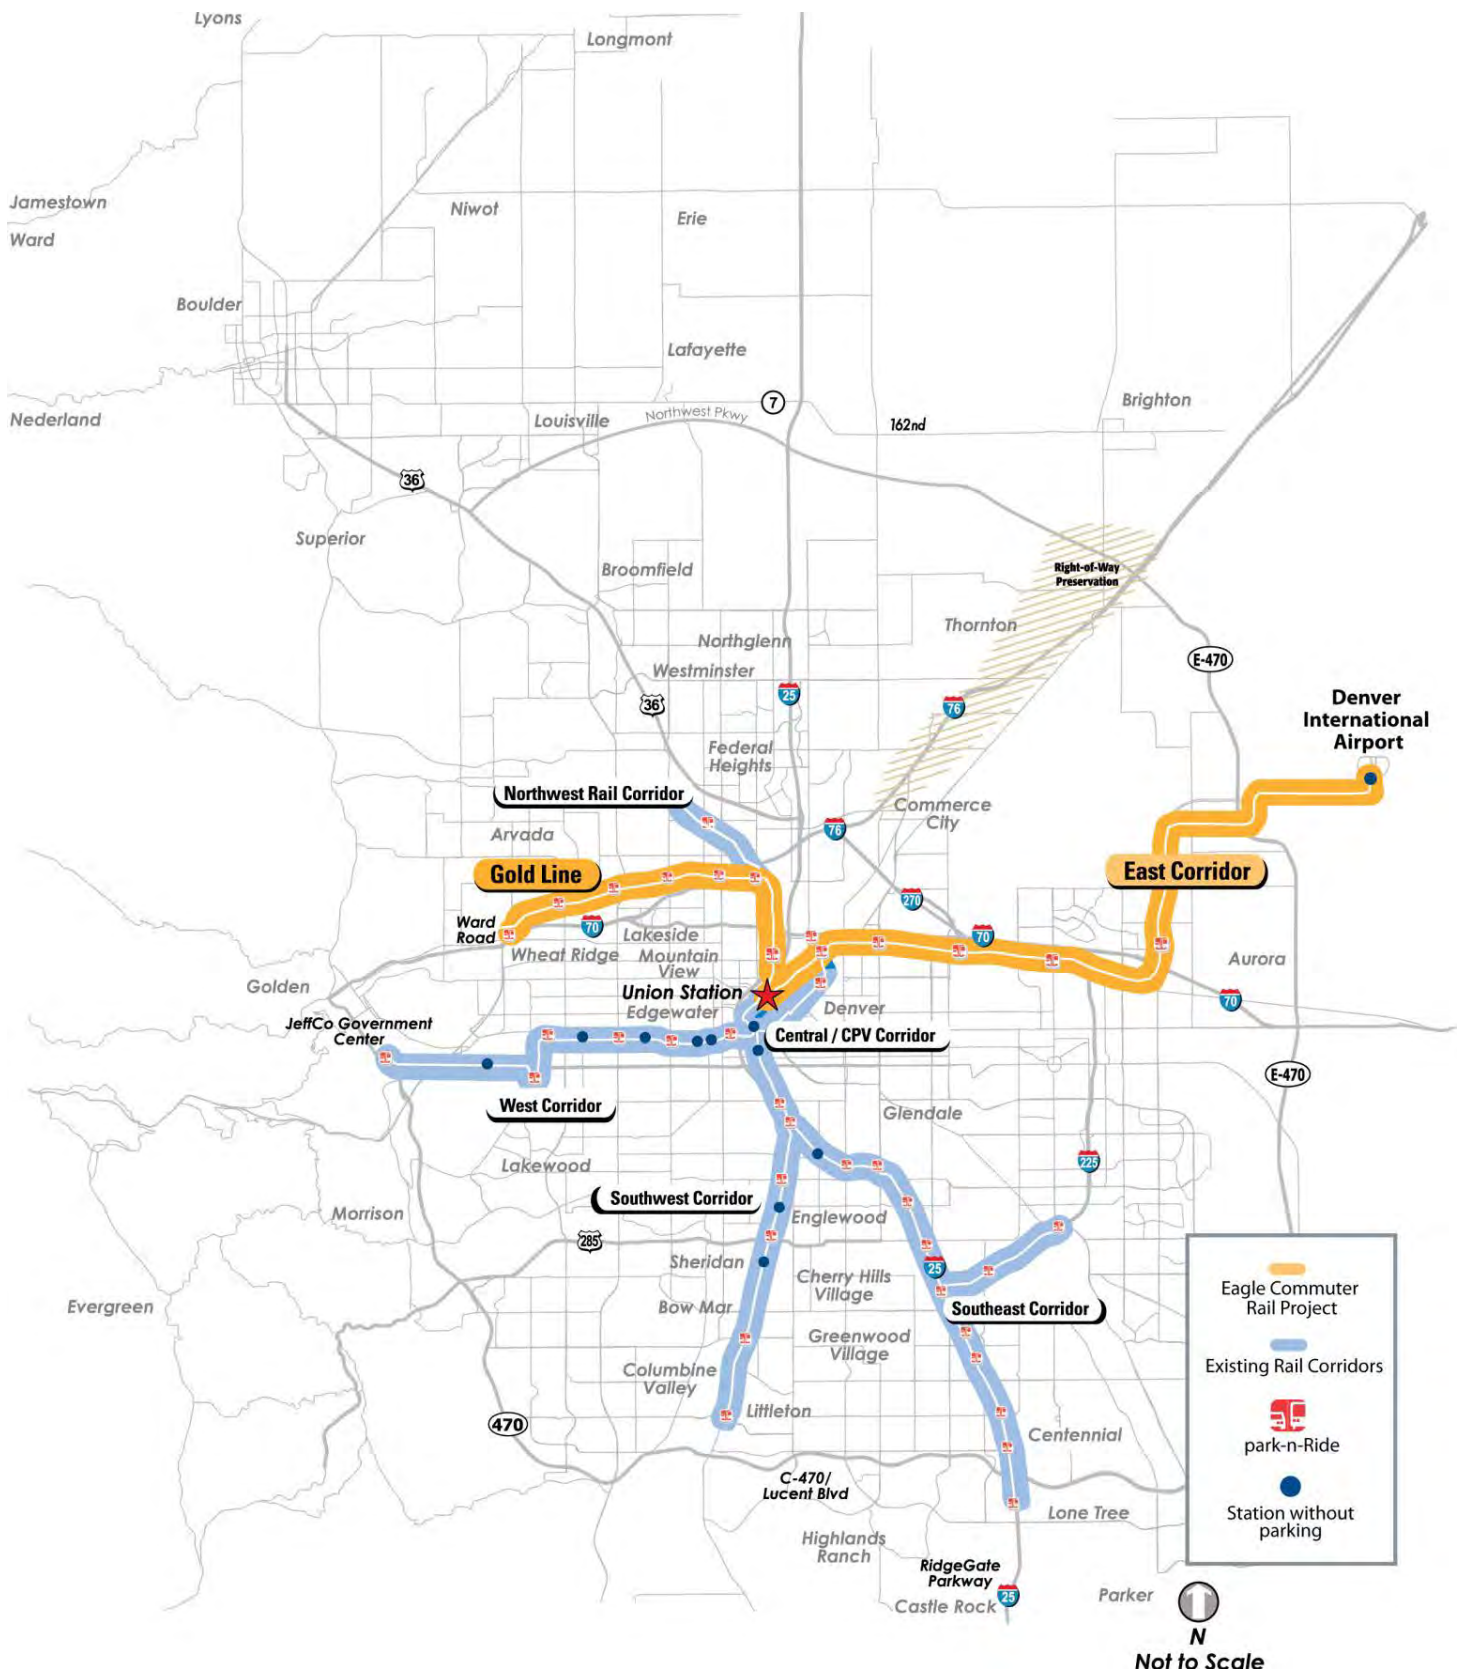 Lyons
Longmont
Jamestown
Niwot
Erie
Ward
Boulder
Lafayette
Brighton
7
Northwest Pkwy
Nederland
Louisville
162nd
36
Superior
Right-of-Way
Preservation
Broomfield
Thornton
Northglenn
E-470
Westminster
25
36
76
Denver
International
Airport
Federal
Heights
Northwest Rail Corridor
Commerce
City
76
Arvada
Gold Line
East Corridor
270
Ward
Road
70
Lakeside
70
Wheat Ridge
Mountain
View
Aurora
Golden
Union Station
70
Edgewater
Denver
JeffCo Government
Center
Central / CPV Corridor
E-470
West Corridor
Glendale
Lakewood
225
Southwest Corridor
Morrison
Englewood
285
Sheridan
25
Cherry Hills
Village
Evergreen
Bow Mar
Southeast Corridor
Greenwood
Village
Columbine
Valley
Littleton
470
Centennial
C-470/
Lucent Blvd
Lone Tree
Highlands
Ranch
RidgeGate
Parkway
25
Castle Rock
Parker
Eagle Commuter
Rail Project
Existing Rail Corridors
park-n-Ride
Station without
parking
N
Not to Scale